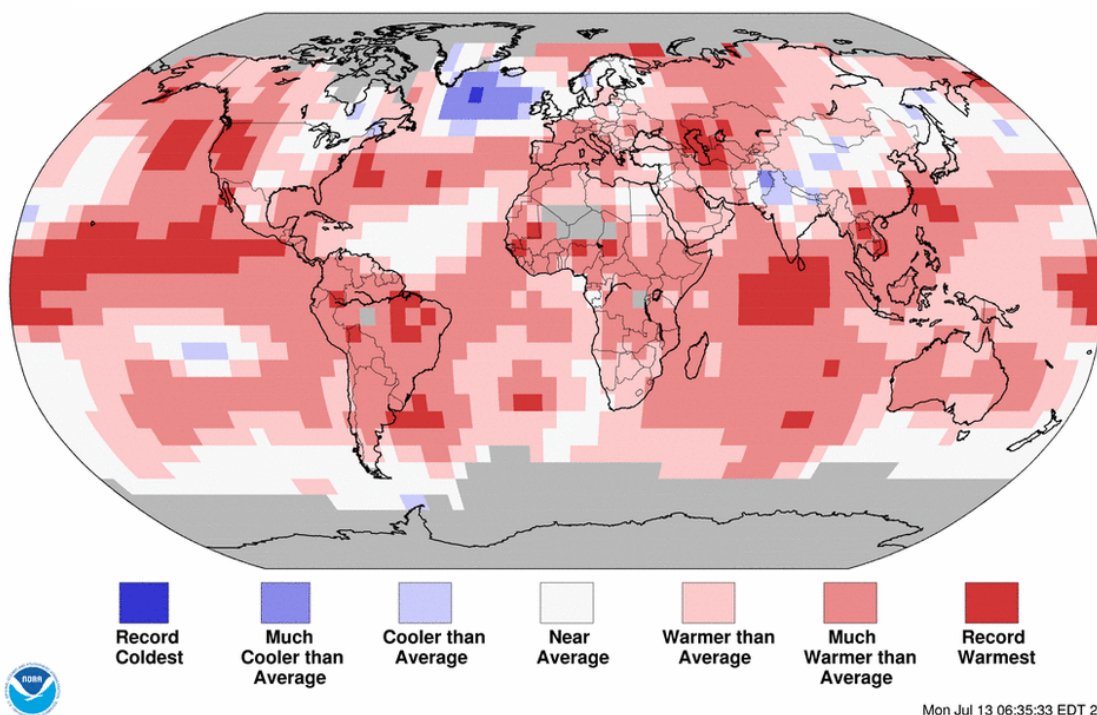 Record
Coldest
Much
Cooler than
Average
Cooler than
Average
Near
Average
Warmer than
Average
Much
Warmer than
Average
Record
Warmest
NOAA
Mon Jul 13 06:35:33 EDT 2